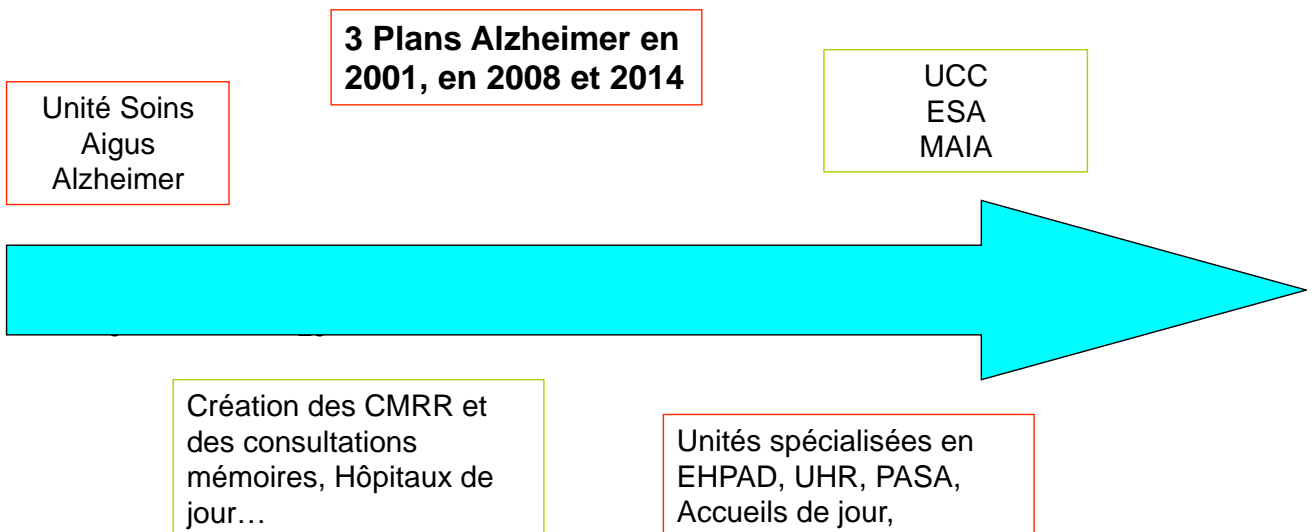 3 Plans Alzheimer en
2001, en 2008 et 2014
Unité Soins
Aigus
Alzheimer
UCC
ESA
MAIA
Création des CMRR et
des consultations
mémoires, Hôpitaux de
jour…
Unités spécialisées en
EHPAD, UHR, PASA,
Accueils de jour,